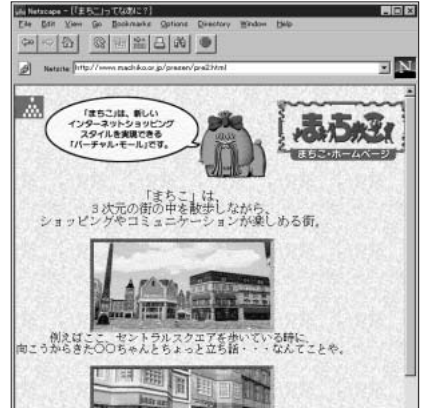 Netscape - [「まちこ」ってなあに？]
File Edit View Go Bookmarks Options Directory Window Help
Netsite: http://www.machiko.or.jp/presen/pre2.html
N
「まちこ」は、新しい
インターネットショッピング
スタイルを実現できる
「バーチャル・モール」です。
まちこ
まちこ・ホームページ
「まちこ」は、
３次元の街の中を散歩しながら、
ショッピングやコミュニケーションが楽しめる街。
例えばここ、セントラルスクエアを歩いている時に、
向こうからきた〇〇ちゃんとちょっと立ち話・・・なんてことや、